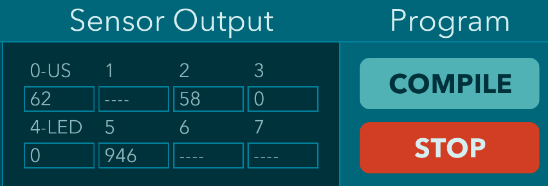 Sensor Output
Program
0-US 1 2 3
62 ---- 58 0
4-LED 5 6 7
0 946 ---- ----
COMPILE
STOP